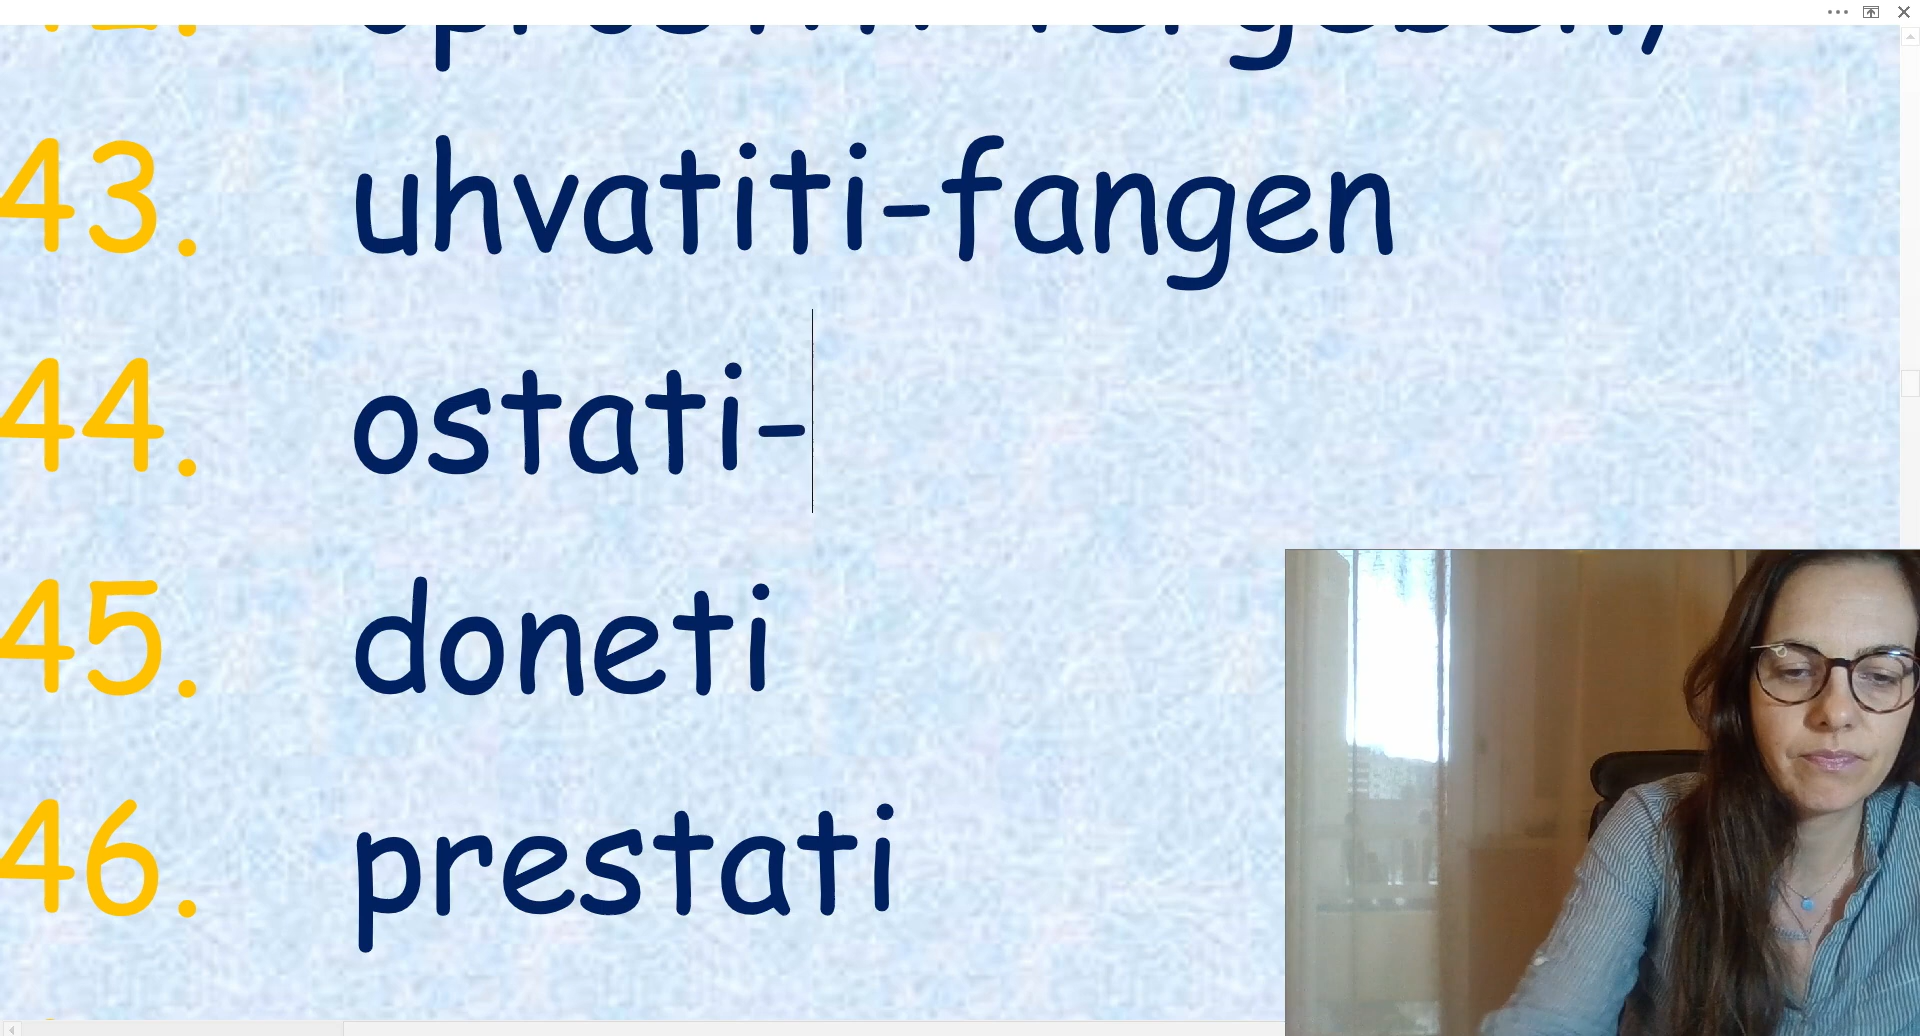 43. uhvatiti-fangen
44. ostati-
45. doneti
46. prestati